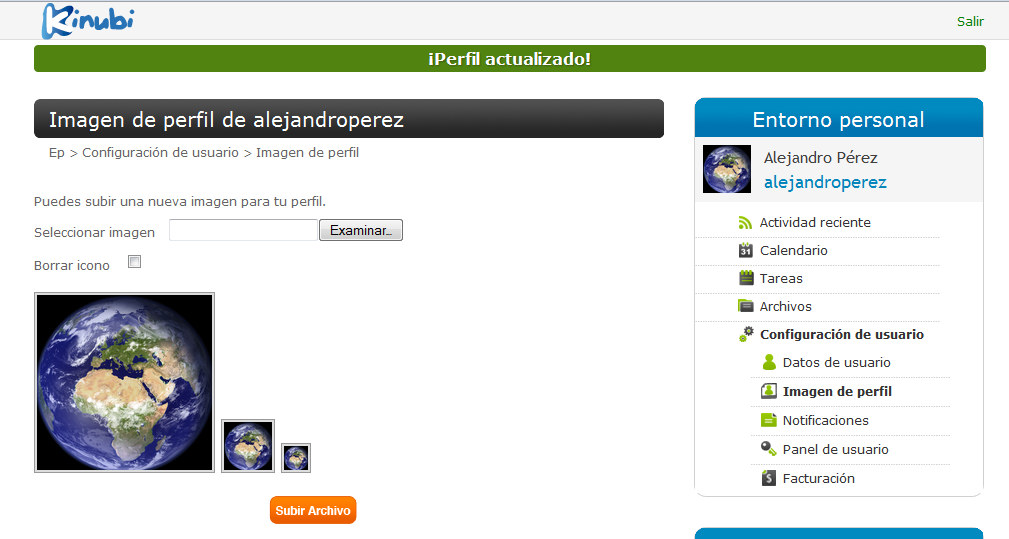 Kinubi
Salir
¡Perfil actualizado!
Imagen de perfil de alejandroperez
Ep > Configuración de usuario > Imagen de perfil
Puedes subir una nueva imagen para tu perfil.
Seleccionar imagen
Examinar...
Borrar icono
Subir Archivo
Entorno personal
Alejandro Pérez
alejandroperez
Actividad reciente
31 Calendario
Tareas
Archivos
Configuración de usuario
Datos de usuario
Imagen de perfil
Notificaciones
Panel de usuario
$ Facturación